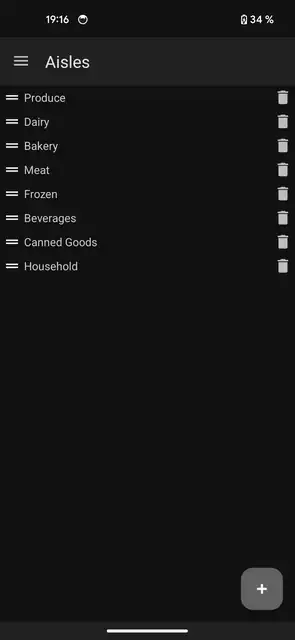 19:16
34 %
Aisles
Produce
Dairy
Bakery
Meat
Frozen
Beverages
Canned Goods
Household
+